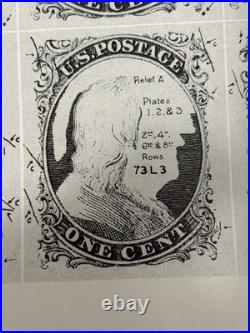 U.S. POSTAGE
Relief A
Plates
1, 2, & 3
2nd, 4th,
& 6th & 8th
Rows
73L3
ONE CENT